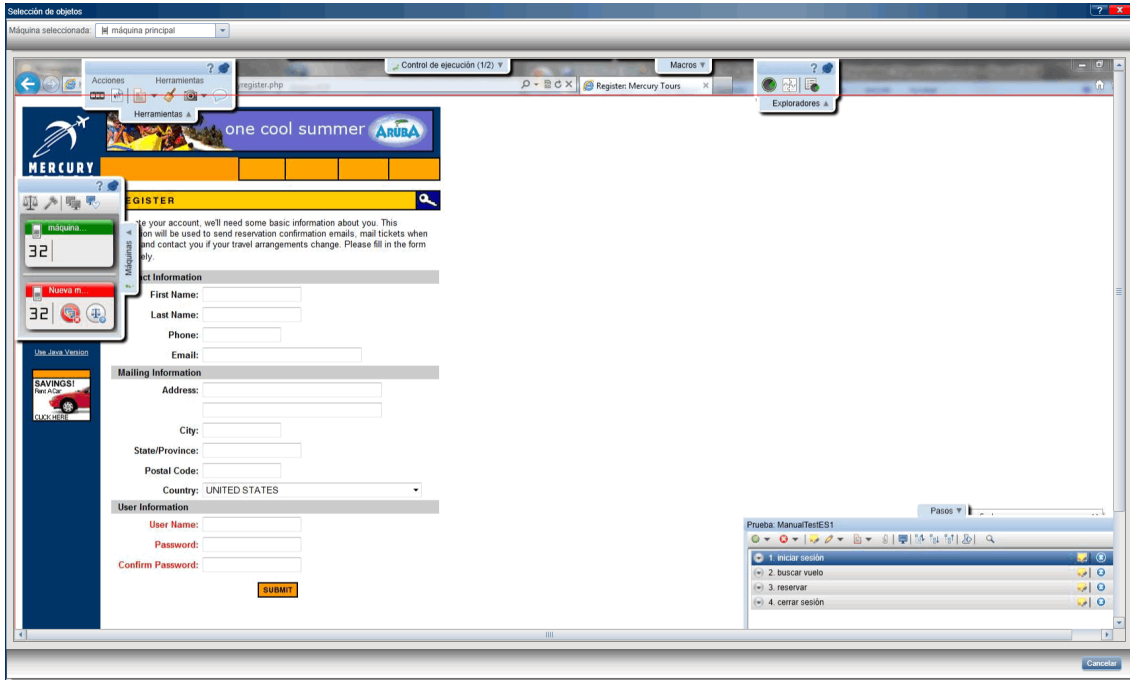 Selección de objetos
Máquina seleccionada: máquina principal
Acciones Herramientas
Herramientas
Control de ejecución (1/2)
Macros
Exploradores
/register.php
Register: Mercury Tours
MERCURY
one cool summer ARUBA
REGISTER
te your account, we'll need some basic information about you. This
ion will be used to send reservation confirmation emails, mail tickets when
and contact you if your travel arrangements change. Please fill in the form
ely.
máquina...
32
Máquinas
Nueva m...
32
ct Information
First Name:
Last Name:
Phone:
Email:
Use Java Version
Mailing Information
SAVINGS!
Rent A Car
CLICK HERE
Address:
City:
State/Province:
Postal Code:
Country: UNITED STATES
User Information
User Name:
Password:
Confirm Password:
SUBMIT
Pasos
Prueba: ManualTestES1
1. iniciar sesión
2. buscar vuelo
3. reservar
4. cerrar sesión
Cancelar